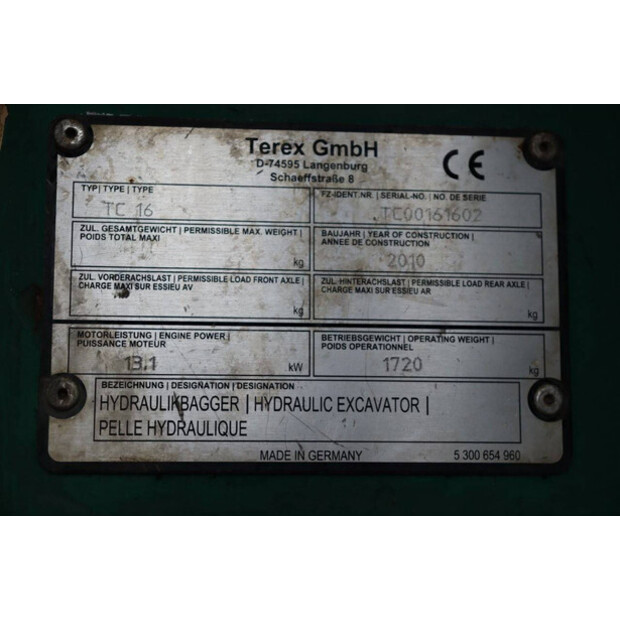 Terex GmbH
D-74595 Langenburg
Schaeffstraße 8
CE
TYP | TYPE | TYPE
TC 16
FZ-IDENT.NR. | SERIAL-NO. | NO. DE SERIE
TC00161602
ZUL. GESAMTGEWICHT | PERMISSIBLE MAX. WEIGHT |
POIDS TOTAL MAXI
kg
BAUJAHR | YEAR OF CONSTRUCTION |
ANNEE DE CONSTRUCTION
2010
ZUL. VORDERACHSLAST | PERMISSIBLE LOAD FRONT AXLE |
CHARGE MAXI SUR ESSIEU AV
kg
ZUL. HINTERACHSLAST | PERMISSIBLE LOAD REAR AXLE |
CHARGE MAXI SUR ESSIEU AR
kg
MOTORLEISTUNG | ENGINE POWER |
PUISSANCE MOTEUR
13.1 kW
BETRIEBSGEWICHT | OPERATING WEIGHT |
POIDS OPERATIONNEL
1720 kg
BEZEICHNUNG | DESIGNATION | DESIGNATION
HYDRAULIKBAGGER | HYDRAULIC EXCAVATOR |
PELLE HYDRAULIQUE
MADE IN GERMANY
5 300 654 960